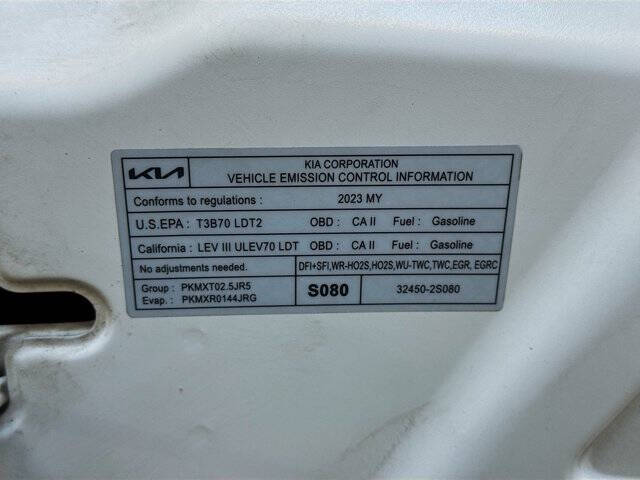 KIA
KIA CORPORATION
VEHICLE EMISSION CONTROL INFORMATION
Conforms to regulations : 2023 MY
U.S.EPA : T3B70 LDT2 OBD : CA II Fuel : Gasoline
California : LEV III ULEV70 LDT OBD : CA II Fuel : Gasoline
No adjustments needed. DFI+SFI,WR-HO2S,HO2S,WU-TWC,TWC,EGR, EGRC
Group : PKMXT02.5JR5
Evap. : PKMXR0144JRG
S080
32450-2S080